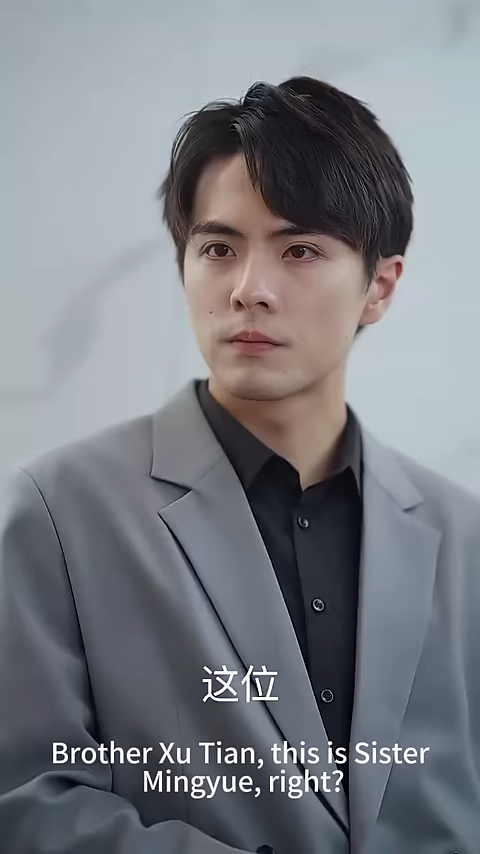 这位
Brother Xu Tian, this is Sister
Mingyue, right?